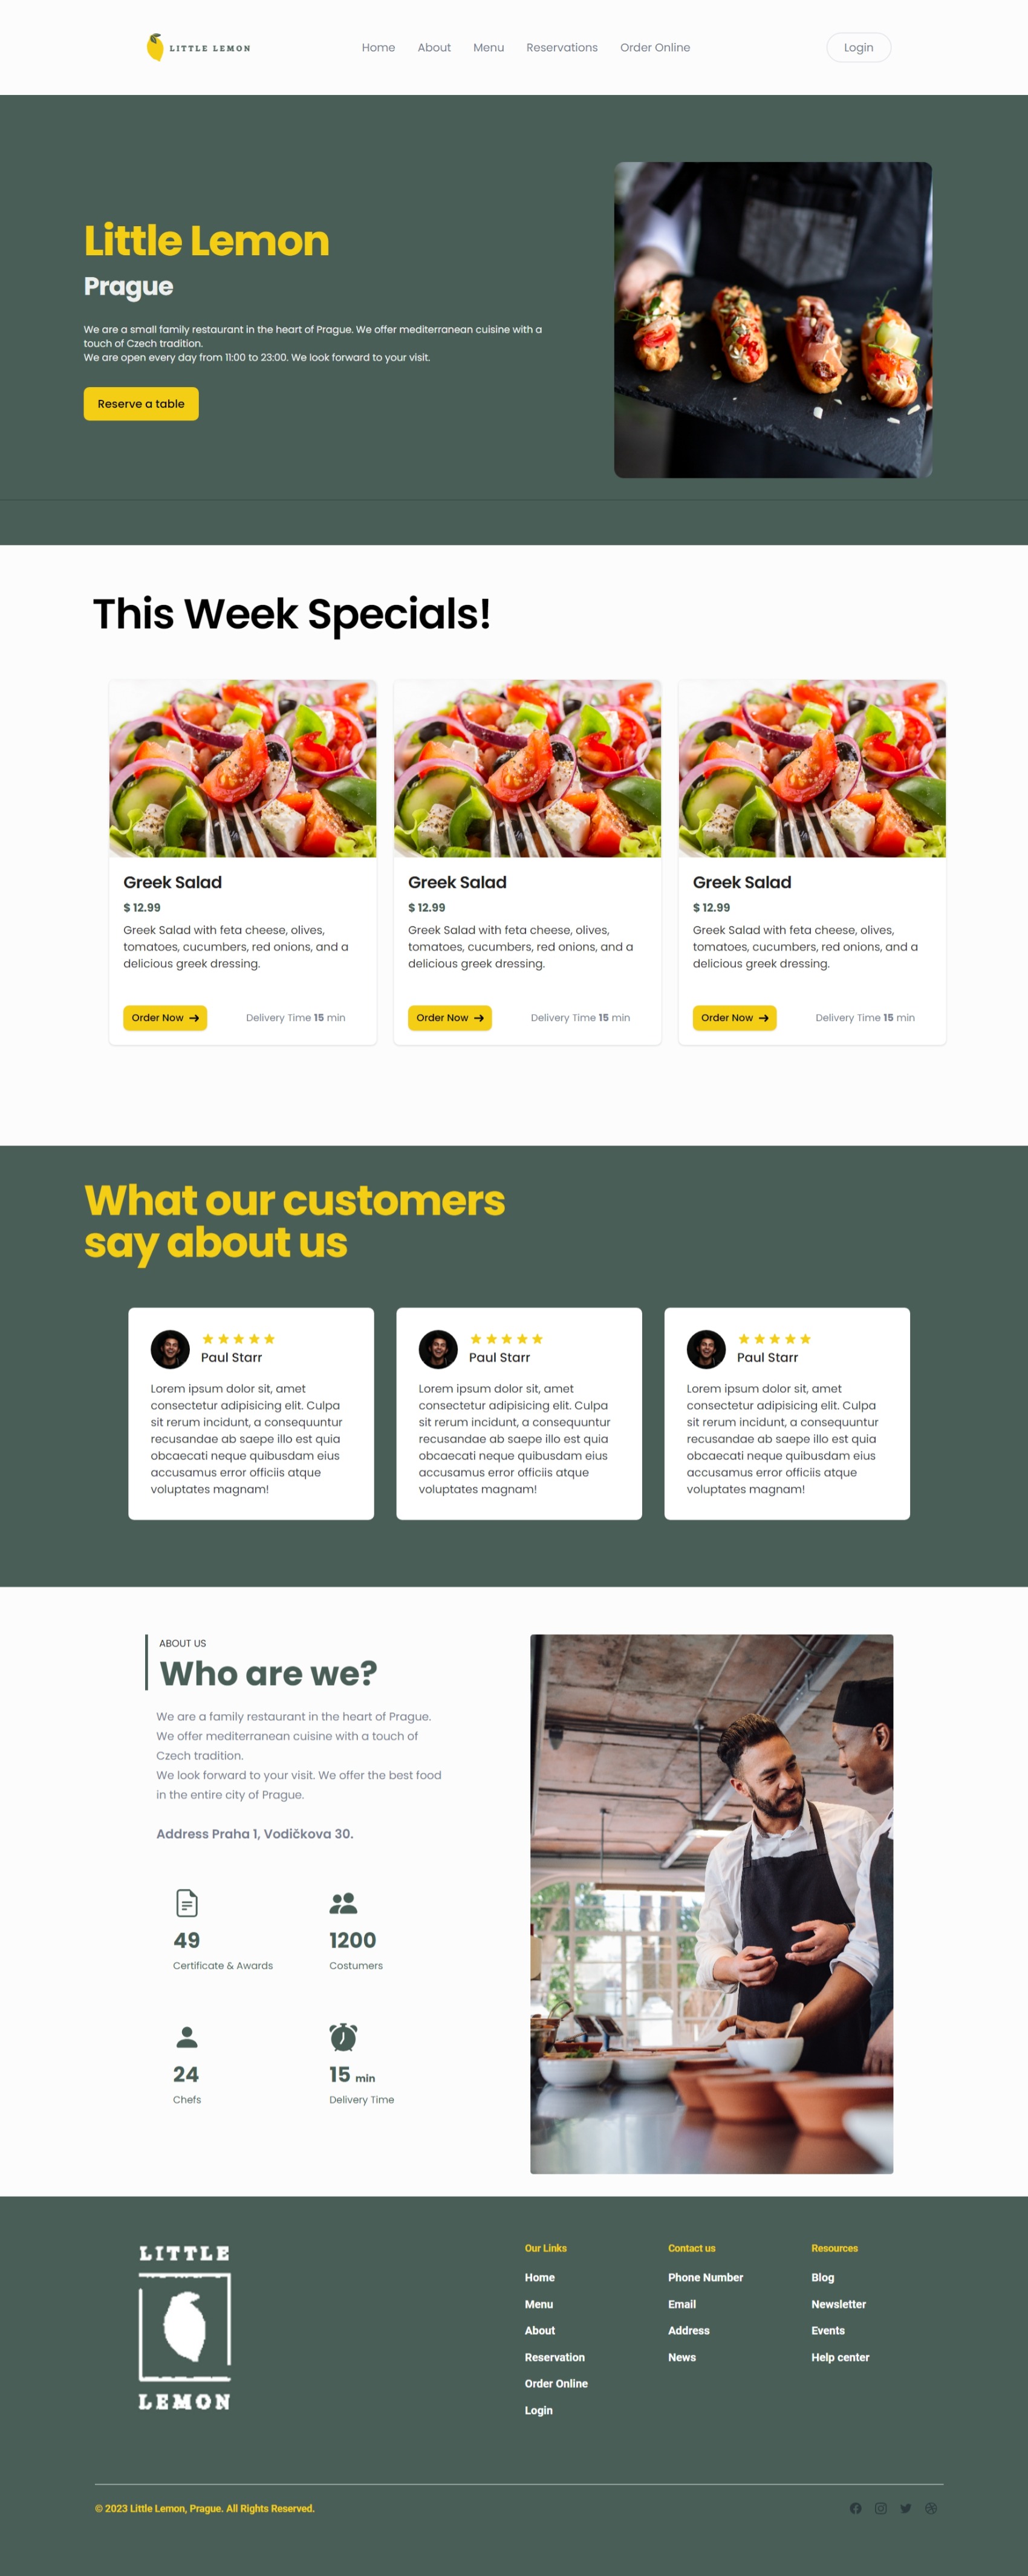 LITTLE LEMON
Home About Menu Reservations Order Online
Login
Little Lemon
Prague
We are a small family restaurant in the heart of Prague. We offer mediterranean cuisine with a
touch of Czech tradition.
We are open every day from 11:00 to 23:00. We look forward to your visit.
Reserve a table
This Week Specials!
Greek Salad
$ 12.99
Greek Salad with feta cheese, olives,
tomatoes, cucumbers, red onions, and a
delicious greek dressing.
Order Now
Delivery Time 15 min
Greek Salad
$ 12.99
Greek Salad with feta cheese, olives,
tomatoes, cucumbers, red onions, and a
delicious greek dressing.
Order Now
Delivery Time 15 min
Greek Salad
$ 12.99
Greek Salad with feta cheese, olives,
tomatoes, cucumbers, red onions, and a
delicious greek dressing.
Order Now
Delivery Time 15 min
What our customers
say about us
Paul Starr
Lorem ipsum dolor sit, amet
consectetur adipisicing elit. Culpa
sit rerum incidunt, a consequuntur
recusandae ab saepe illo est quia
obcaecati neque quibusdam eius
accusamus error officiis atque
voluptates magnam!
Paul Starr
Lorem ipsum dolor sit, amet
consectetur adipisicing elit. Culpa
sit rerum incidunt, a consequuntur
recusandae ab saepe illo est quia
obcaecati neque quibusdam eius
accusamus error officiis atque
voluptates magnam!
Paul Starr
Lorem ipsum dolor sit, amet
consectetur adipisicing elit. Culpa
sit rerum incidunt, a consequuntur
recusandae ab saepe illo est quia
obcaecati neque quibusdam eius
accusamus error officiis atque
voluptates magnam!
ABOUT US
Who are we?
We are a family restaurant in the heart of Prague.
We offer mediterranean cuisine with a touch of
Czech tradition.
We look forward to your visit. We offer the best food
in the entire city of Prague.
Address Praha 1, Vodičkova 30.
49
Certificate & Awards
1200
Costumers
24
Chefs
15 min
Delivery Time
LITTLE
LEMON
Our Links
Home
Menu
About
Reservation
Order Online
Login
Contact us
Phone Number
Email
Address
News
Resources
Blog
Newsletter
Events
Help center
© 2023 Little Lemon, Prague. All Rights Reserved.